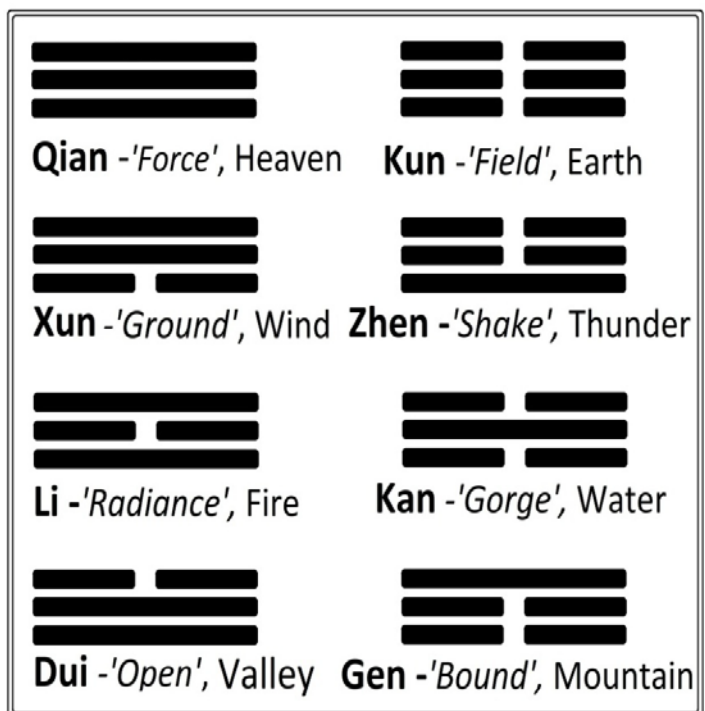 Qian -'Force', Heaven
Kun -'Field', Earth
Xun -'Ground', Wind
Zhen -'Shake', Thunder
Li -'Radiance', Fire
Kan -'Gorge', Water
Dui -'Open', Valley
Gen -'Bound', Mountain